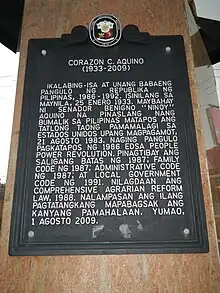 CORAZON C. AQUINO
(1933-2009)
IKALABING-ISA AT UNANG BABAENG
PANGULO NG REPUBLIKA NG
PILIPINAS, 1986-1992. ISINILANG SA
MAYNILA, 25 ENERO 1933. MAYBAHAY
NI SENADOR BENIGNO "NINOY"
AQUINO NA PINASLANG NANG
BUMALIK SA PILIPINAS MATAPOS ANG
TATLONG TAONG PAMAMALAGI SA
ESTADOS UNIDOS UPANG MAGPAGAMOT,
21 AGOSTO 1983. NAGING PANGULO
PAGKATAPOS NG 1986 EDSA PEOPLE
POWER REVOLUTION. PINAGTIBAY ANG
SALIGANG BATAS NG 1987, FAMILY
CODE NG 1987, ADMINISTRATIVE CODE
NG 1987, AT LOCAL GOVERNMENT
CODE NG 1991. NILAGDAAN ANG
COMPREHENSIVE AGRARIAN REFORM
LAW, 1988. NALAMPASAN ANG ILANG
PAGTATANGKANG MAPABAGSAK ANG
KANYANG PAMAHALAAN. YUMAO,
1 AGOSTO 2009.